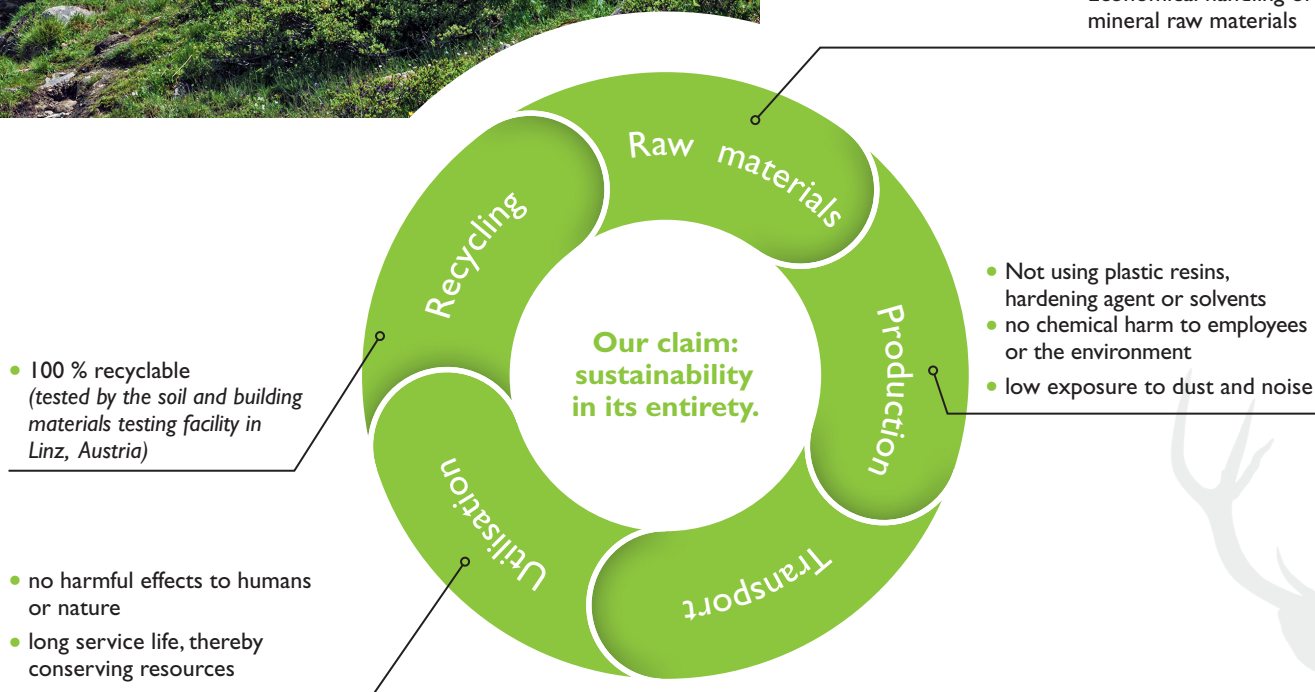 mineral raw materials
Raw materials
Recycling
Production
Transport
Utilisation
Our claim:
sustainability
in its entirety.
• Not using plastic resins,
hardening agent or solvents
• no chemical harm to employees
or the environment
• low exposure to dust and noise
• 100 % recyclable
(tested by the soil and building
materials testing facility in
Linz, Austria)
• no harmful effects to humans
or nature
• long service life, thereby
conserving resources